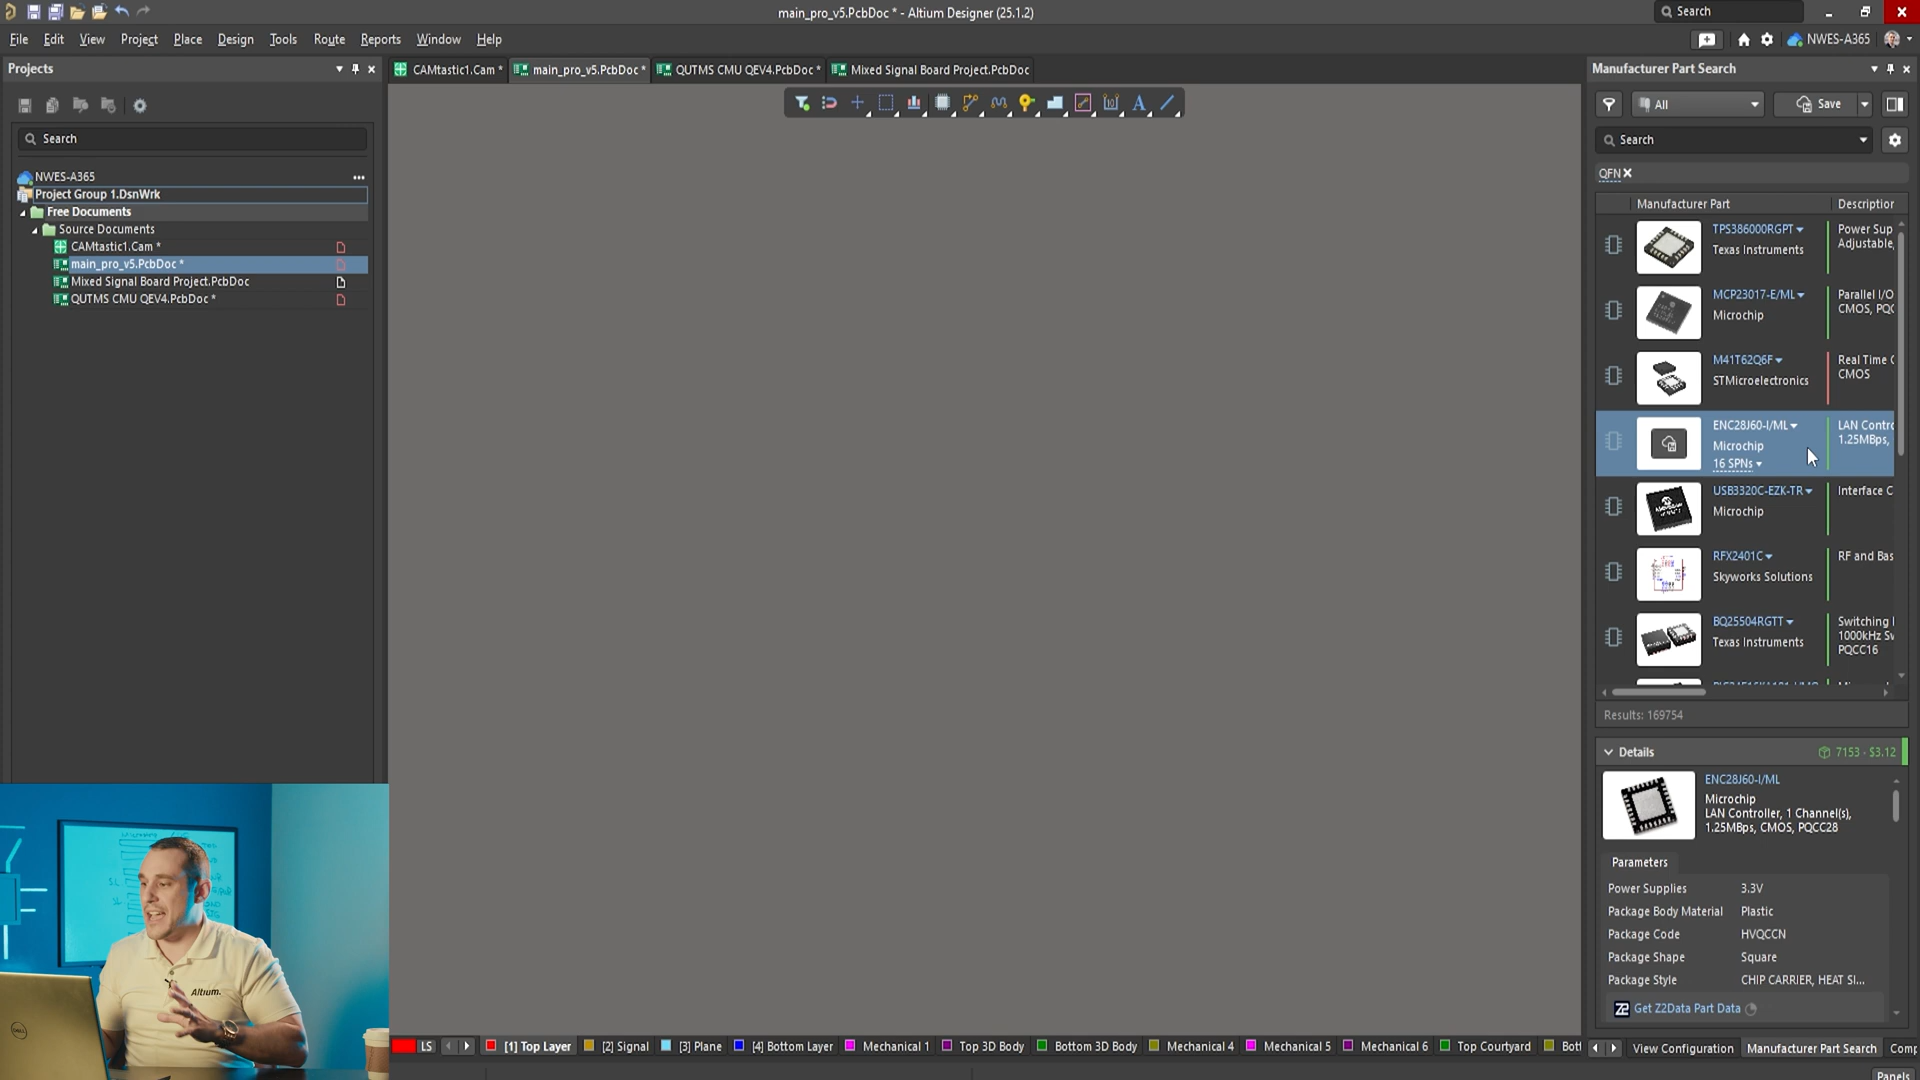 main_pro_v5.PcbDoc * - Altium Designer (25.1.2)
Search
File Edit View Project Place Design Tools Route Reports Window Help
NWES-A365
Projects
CAMtastic1.Cam *
main_pro_v5.PcbDoc *
QUTMS CMU QEV4.PcbDoc *
Mixed Signal Board Project.PcbDoc
Manufacturer Part Search
All
Save
Search
Search
QFN
NWES-A365
Project Group 1.DsnWrk
Free Documents
Source Documents
CAMtastic1.Cam *
main_pro_v5.PcbDoc *
Mixed Signal Board Project.PcbDoc
QUTMS CMU QEV4.PcbDoc *
Manufacturer Part
Description
TPS386000RGPT
Texas Instruments
Power Sup
Adjustable,
MCP23017-E/ML
Microchip
Parallel I/O
CMOS, PQC
M41T62Q6F
STMicroelectronics
Real Time C
CMOS
ENC28J60-I/ML
Microchip
16 SPNs
LAN Contro
1.25MBps,
USB3320C-EZK-TR
Microchip
Interface C
RFX2401C
Skyworks Solutions
RF and Bas
BQ25504RGTT
Texas Instruments
Switching
1000kHz Sw
PQCC16
Results: 169754
Details
7153 - $3.12
ENC28J60-I/ML
Microchip
LAN Controller, 1 Channel(s),
1.25MBps, CMOS, PQCC28
Parameters
Power Supplies 3.3V
Package Body Material Plastic
Package Code HVQCCN
Package Shape Square
Package Style CHIP CARRIER, HEAT SI...
Z2 Get Z2Data Part Data
Altium.
DELL
LS
[1] Top Layer
[2] Signal
[3] Plane
[4] Bottom Layer
Mechanical 1
Top 3D Body
Bottom 3D Body
Mechanical 4
Mechanical 5
Mechanical 6
Top Courtyard
Bott
View Configuration
Manufacturer Part Search
Comp
Panels